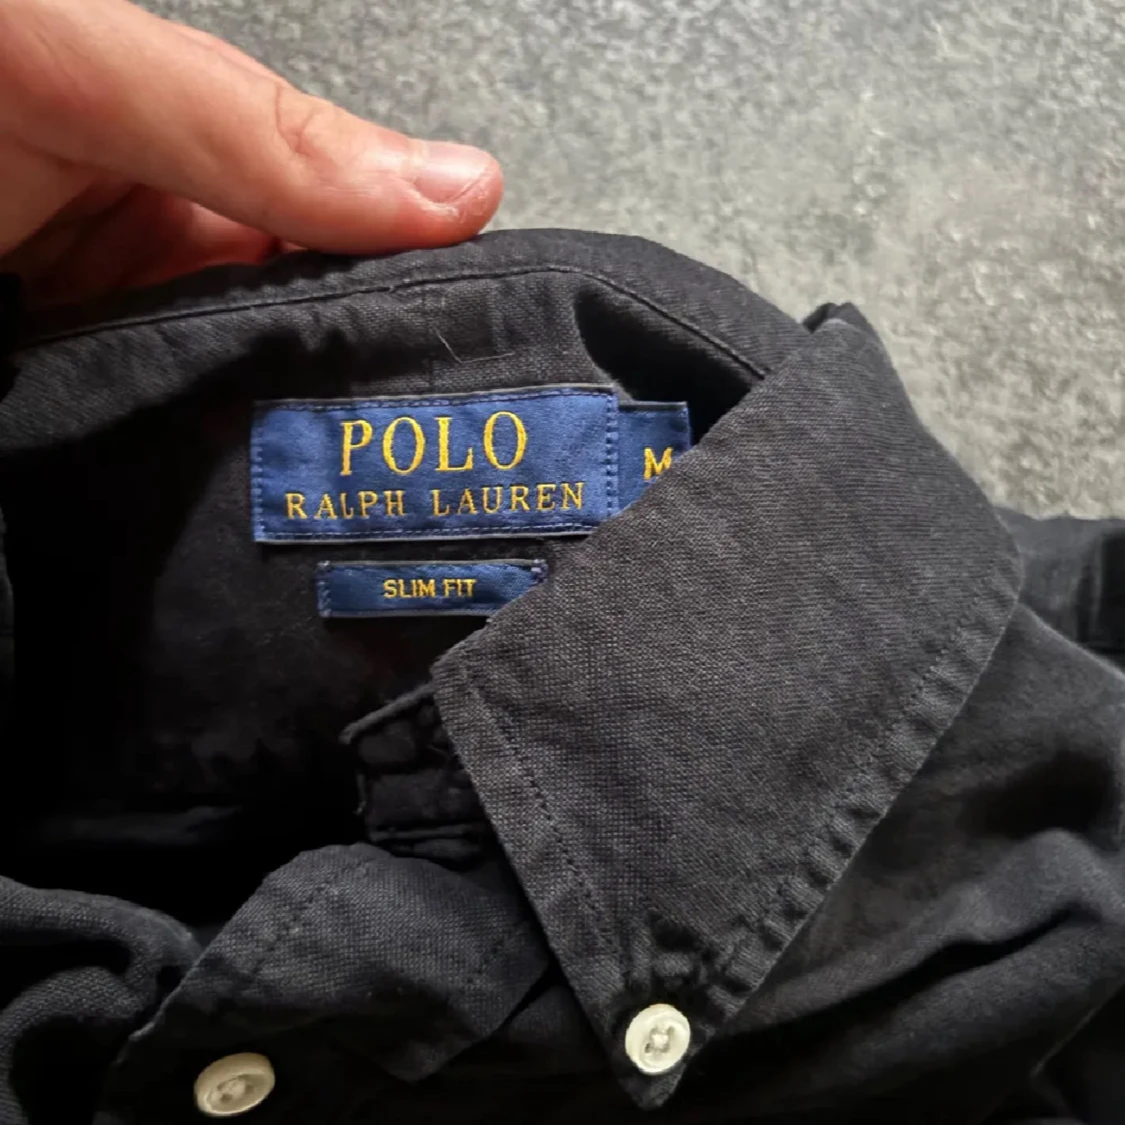 POLO
RALPH LAUREN
M
SLIM FIT